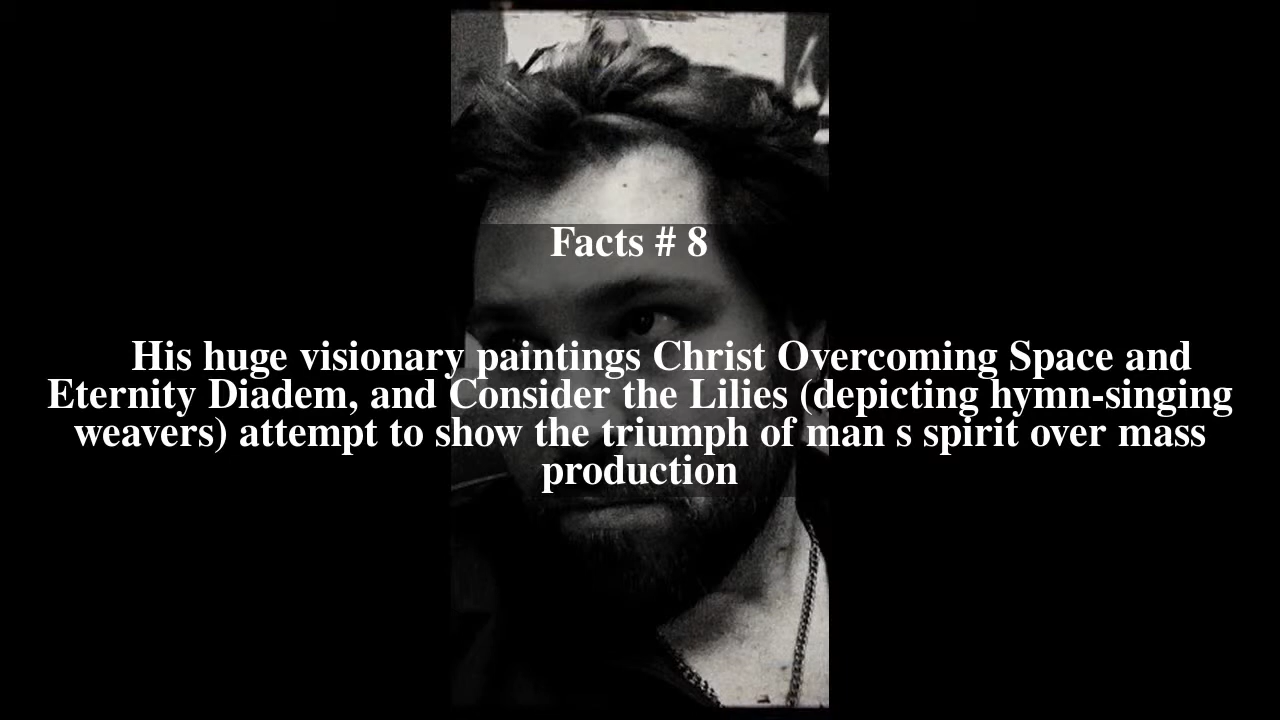 Facts # 8
His huge visionary paintings Christ Overcoming Space and
Eternity Diadem, and Consider the Lilies (depicting hymn-singing
weavers) attempt to show the triumph of man s spirit over mass
production